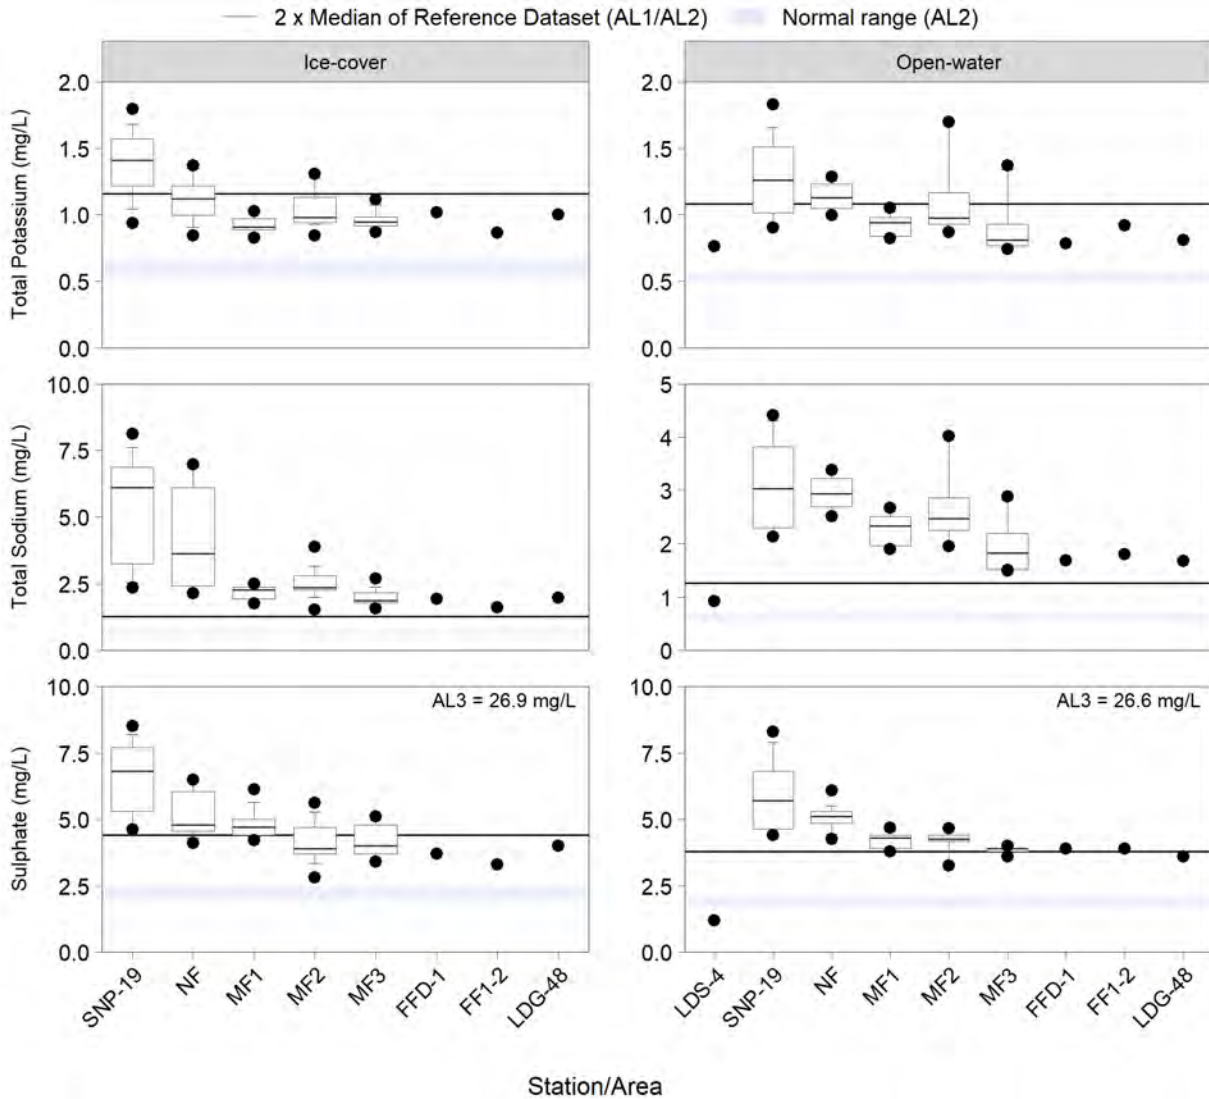 2 x Median of Reference Dataset (AL1/AL2) Normal range (AL2)
Ice-cover
Open-water
Total Potassium (mg/L)
2.0
1.5
1.0
0.5
0.0
2.0
1.5
1.0
0.5
0.0
Total Sodium (mg/L)
10.0
7.5
5.0
2.5
0.0
5
4
3
2
1
0
Sulphate (mg/L)
10.0
7.5
5.0
2.5
0.0
AL3 = 26.9 mg/L
10.0
7.5
5.0
2.5
0.0
AL3 = 26.6 mg/L
SNP-19
NF
MF1
MF2
MF3
FFD-1
FF1-2
LDG-48
LDS-4
SNP-19
NF
MF1
MF2
MF3
FFD-1
FF1-2
LDG-48
Station/Area